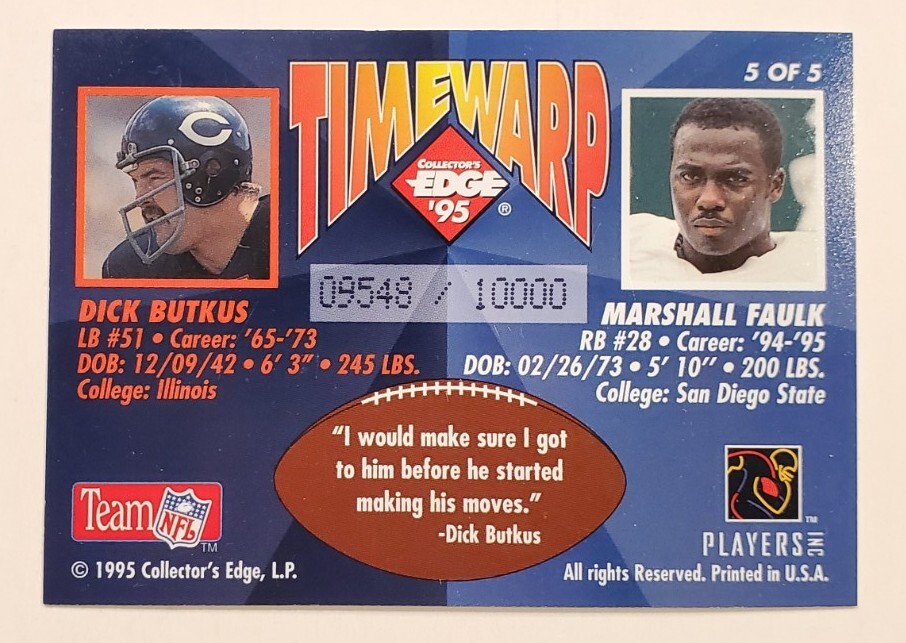 5 OF 5
TIMEWARP
COLLECTOR'S
EDGE
'95
®
09548 / 10000
DICK BUTKUS
LB #51 • Career: '65-'73
DOB: 12/09/42 • 6' 3" • 245 LBS.
College: Illinois
MARSHALL FAULK
RB #28 • Career: '94-'95
DOB: 02/26/73 • 5' 10" • 200 LBS.
College: San Diego State
"I would make sure I got
to him before he started
making his moves."
-Dick Butkus
Team NFL TM
© 1995 Collector's Edge, L.P.
TM
PLAYERS INC
All rights Reserved. Printed in U.S.A.